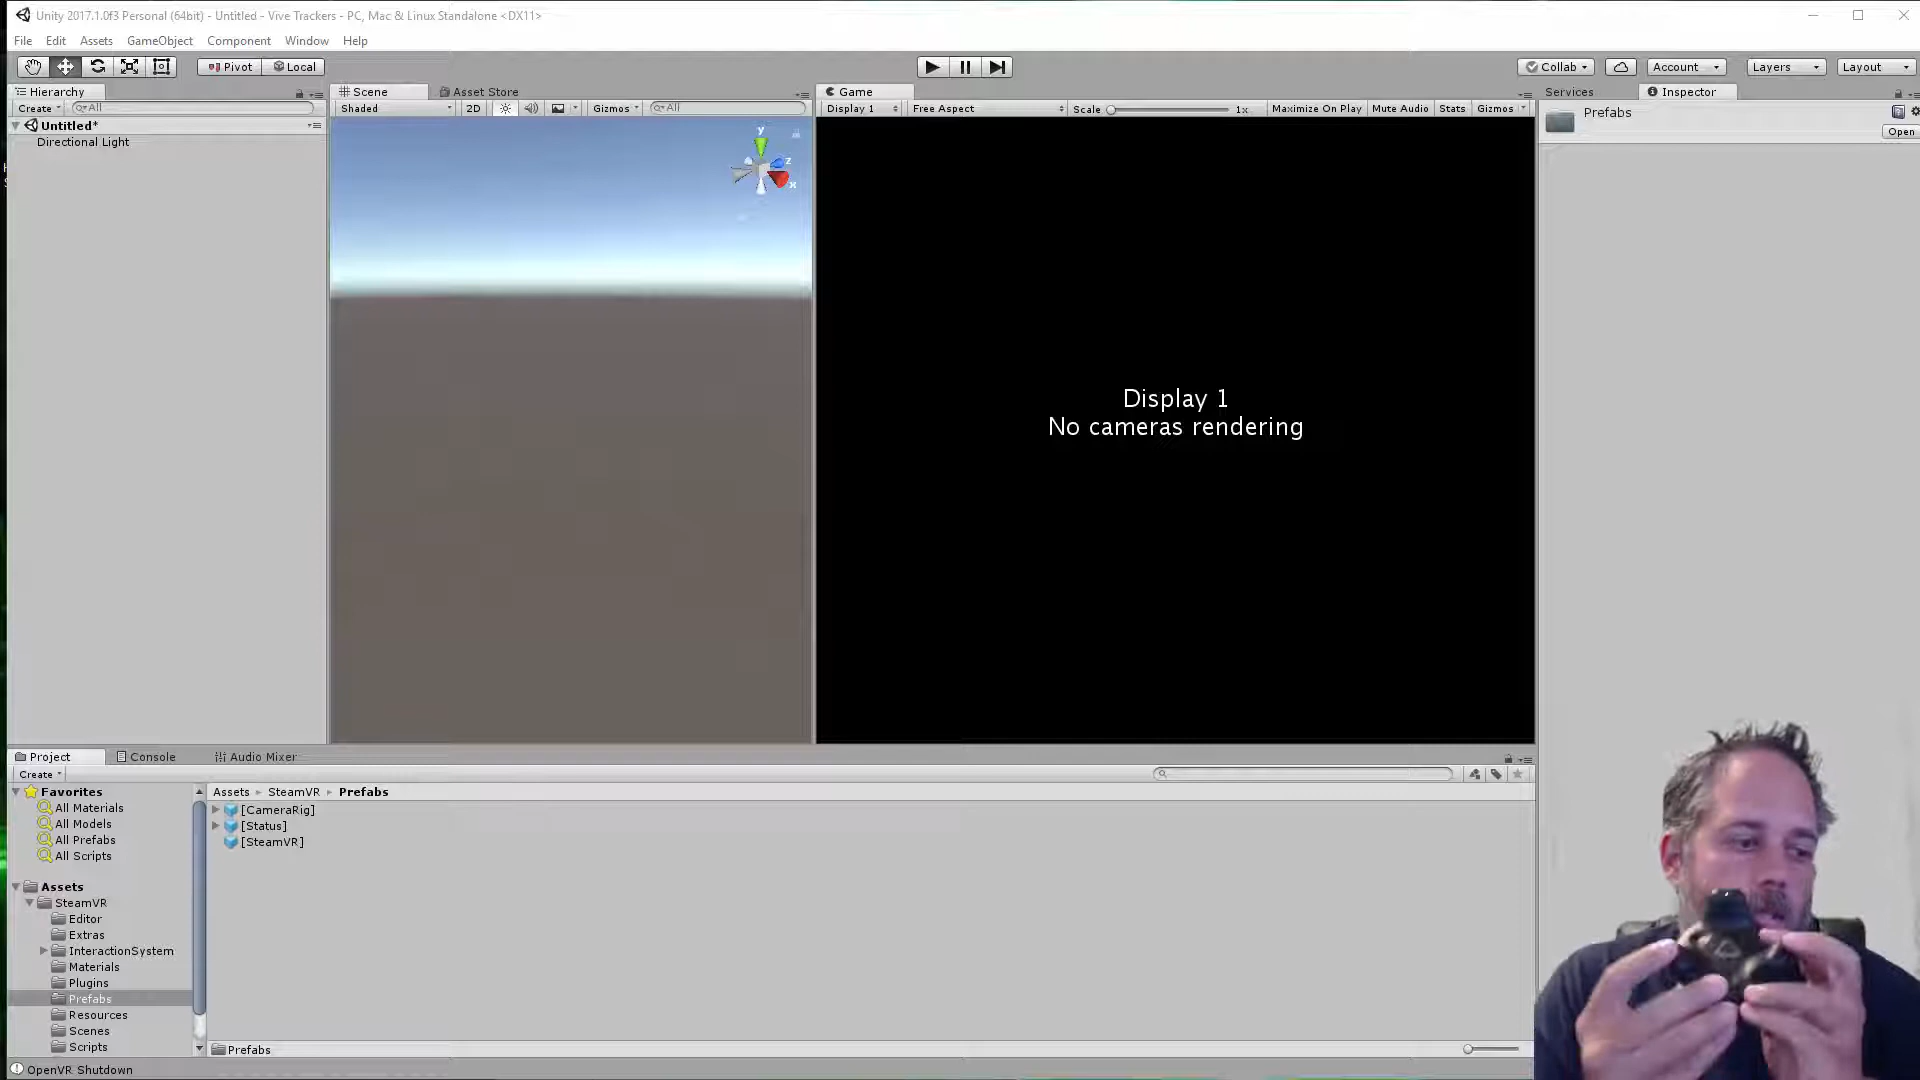 Unity 2017.1.0f3 Personal (64bit) - Untitled - Vive Trackers - PC, Mac & Linux Standalone <DX11>
File Edit Assets GameObject Component Window Help
Pivot Local Collab Account Layers Layout
Hierarchy Scene Asset Store Game Services Inspector
Create All Shaded 2D Gizmos All Display 1 Free Aspect Scale 1x Maximize On Play Mute Audio Stats Gizmos
Prefabs
Open
Untitled*
Directional Light
y
z
x
Display 1
No cameras rendering
Project Console Audio Mixer
Create
Favorites
All Materials
All Models
All Prefabs
All Scripts
Assets
SteamVR
Editor
Extras
InteractionSystem
Materials
Plugins
Prefabs
Resources
Scenes
Scripts
Assets SteamVR Prefabs
[CameraRig]
[Status]
[SteamVR]
Prefabs
OpenVR Shutdown